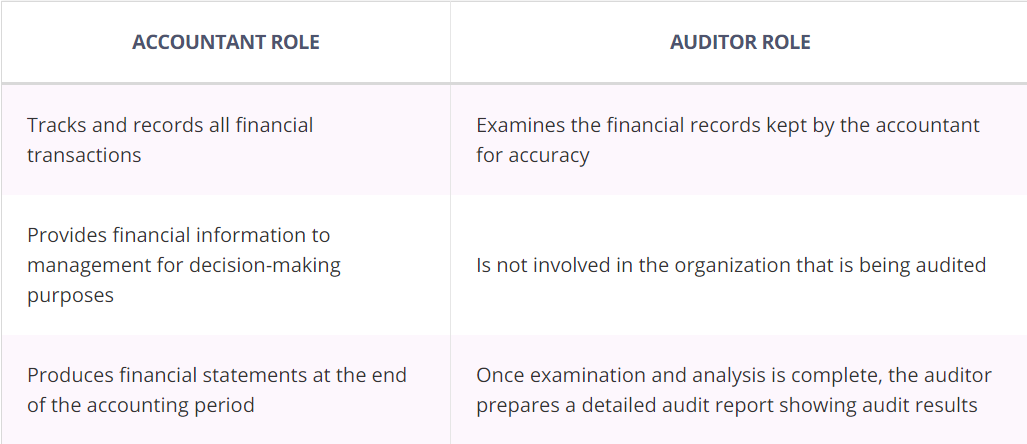 ACCOUNTANT ROLE
AUDITOR ROLE
Tracks and records all financial
transactions
Examines the financial records kept by the accountant
for accuracy
Provides financial information to
management for decision-making
purposes
Is not involved in the organization that is being audited
Produces financial statements at the end
of the accounting period
Once examination and analysis is complete, the auditor
prepares a detailed audit report showing audit results